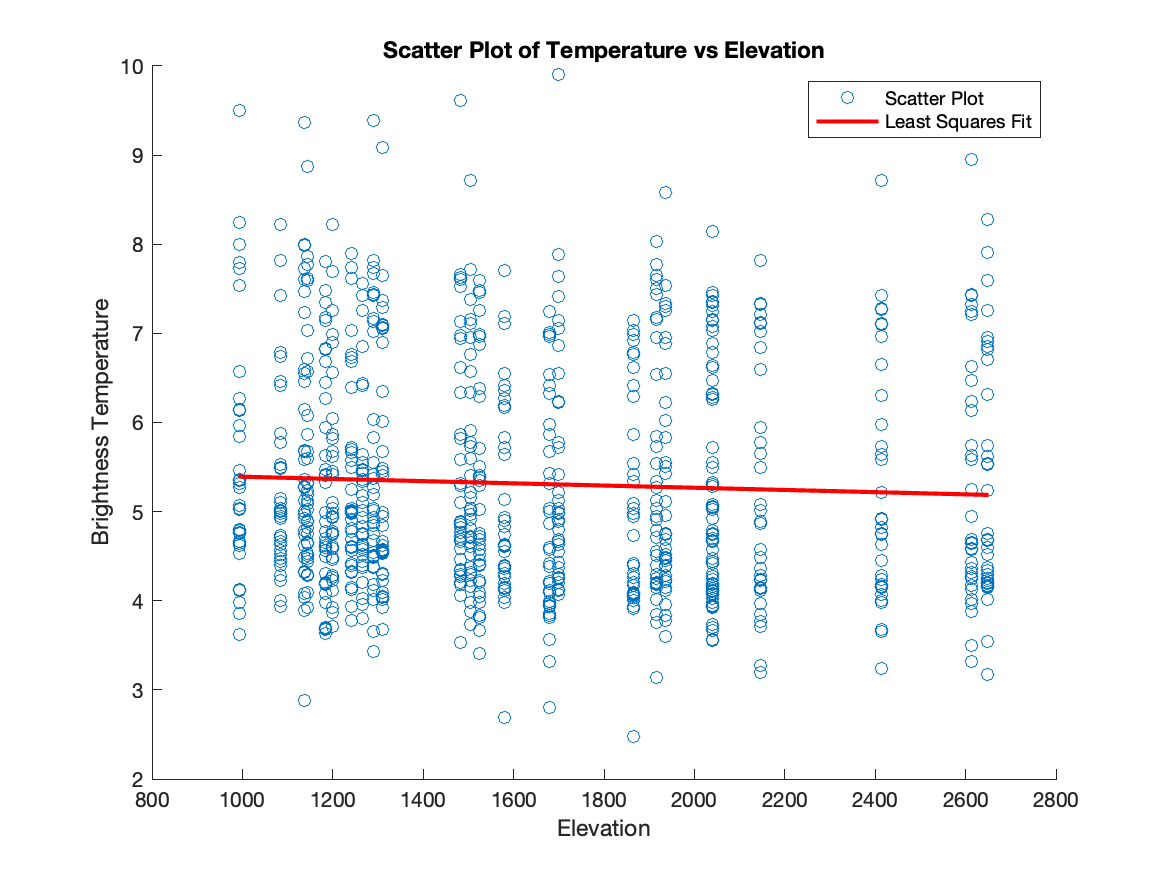 Scatter Plot of Temperature vs Elevation
10
9
8
7
6
5
4
3
2
Scatter Plot
Least Squares Fit
Brightness Temperature
800 1000 1200 1400 1600 1800 2000 2200 2400 2600 2800
Elevation